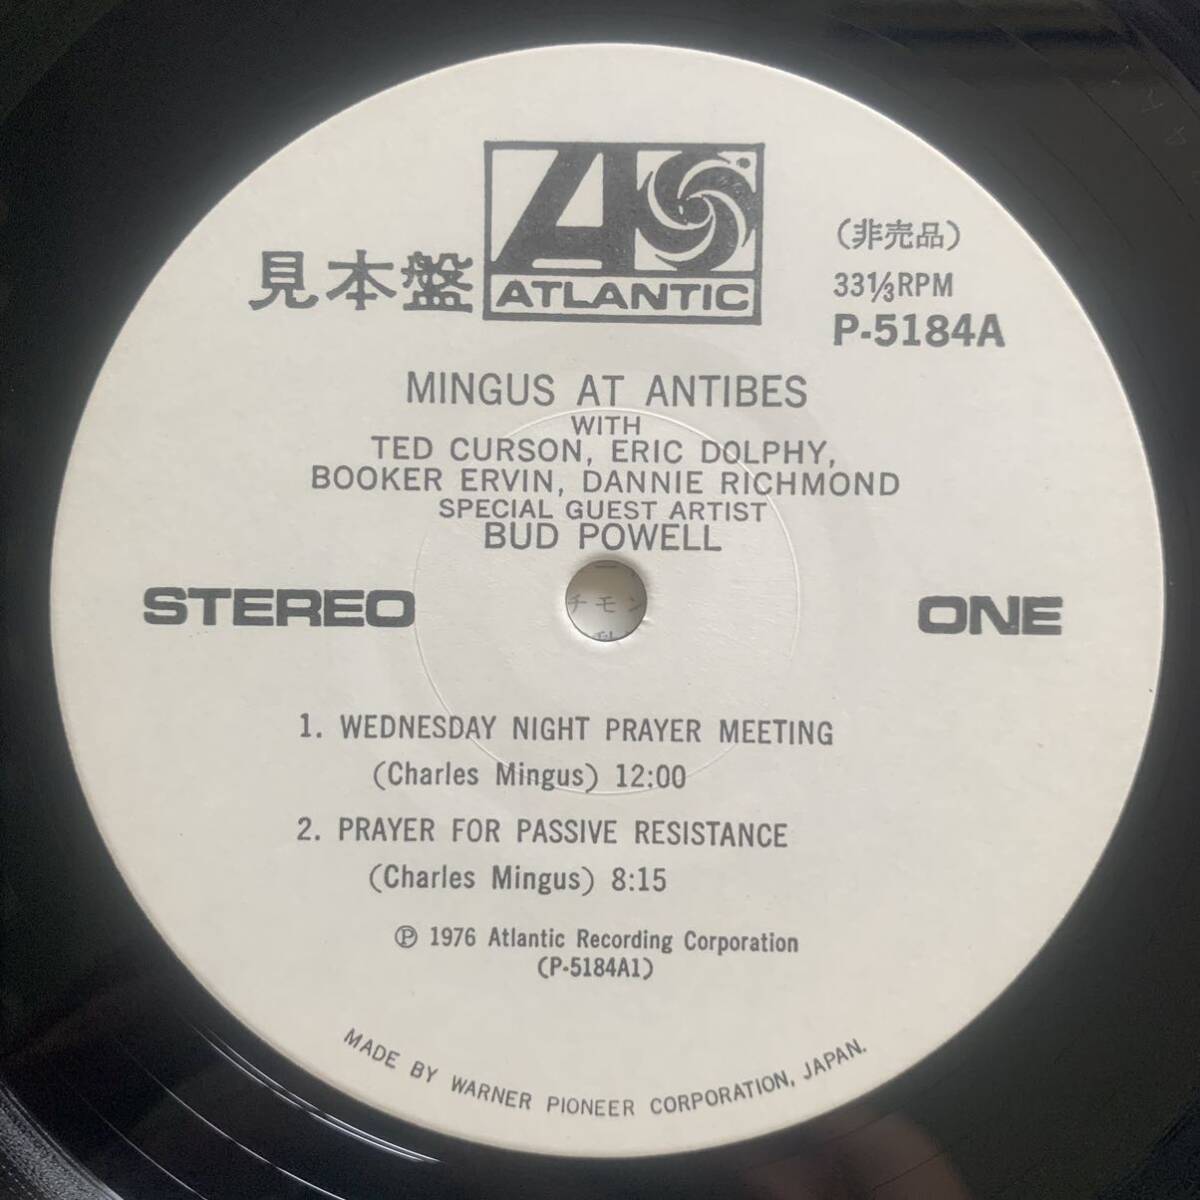 見本盤
ATLANTIC
(非売品)
33⅓RPM
P-5184A
MINGUS AT ANTIBES
WITH
TED CURSON, ERIC DOLPHY,
BOOKER ERVIN, DANNIE RICHMOND
SPECIAL GUEST ARTIST
BUD POWELL
チモン
STEREO
ONE
1. WEDNESDAY NIGHT PRAYER MEETING
(Charles Mingus) 12:00
2. PRAYER FOR PASSIVE RESISTANCE
(Charles Mingus) 8:15
℗ 1976 Atlantic Recording Corporation
(P-5184A1)
MADE BY WARNER PIONEER CORPORATION, JAPAN.